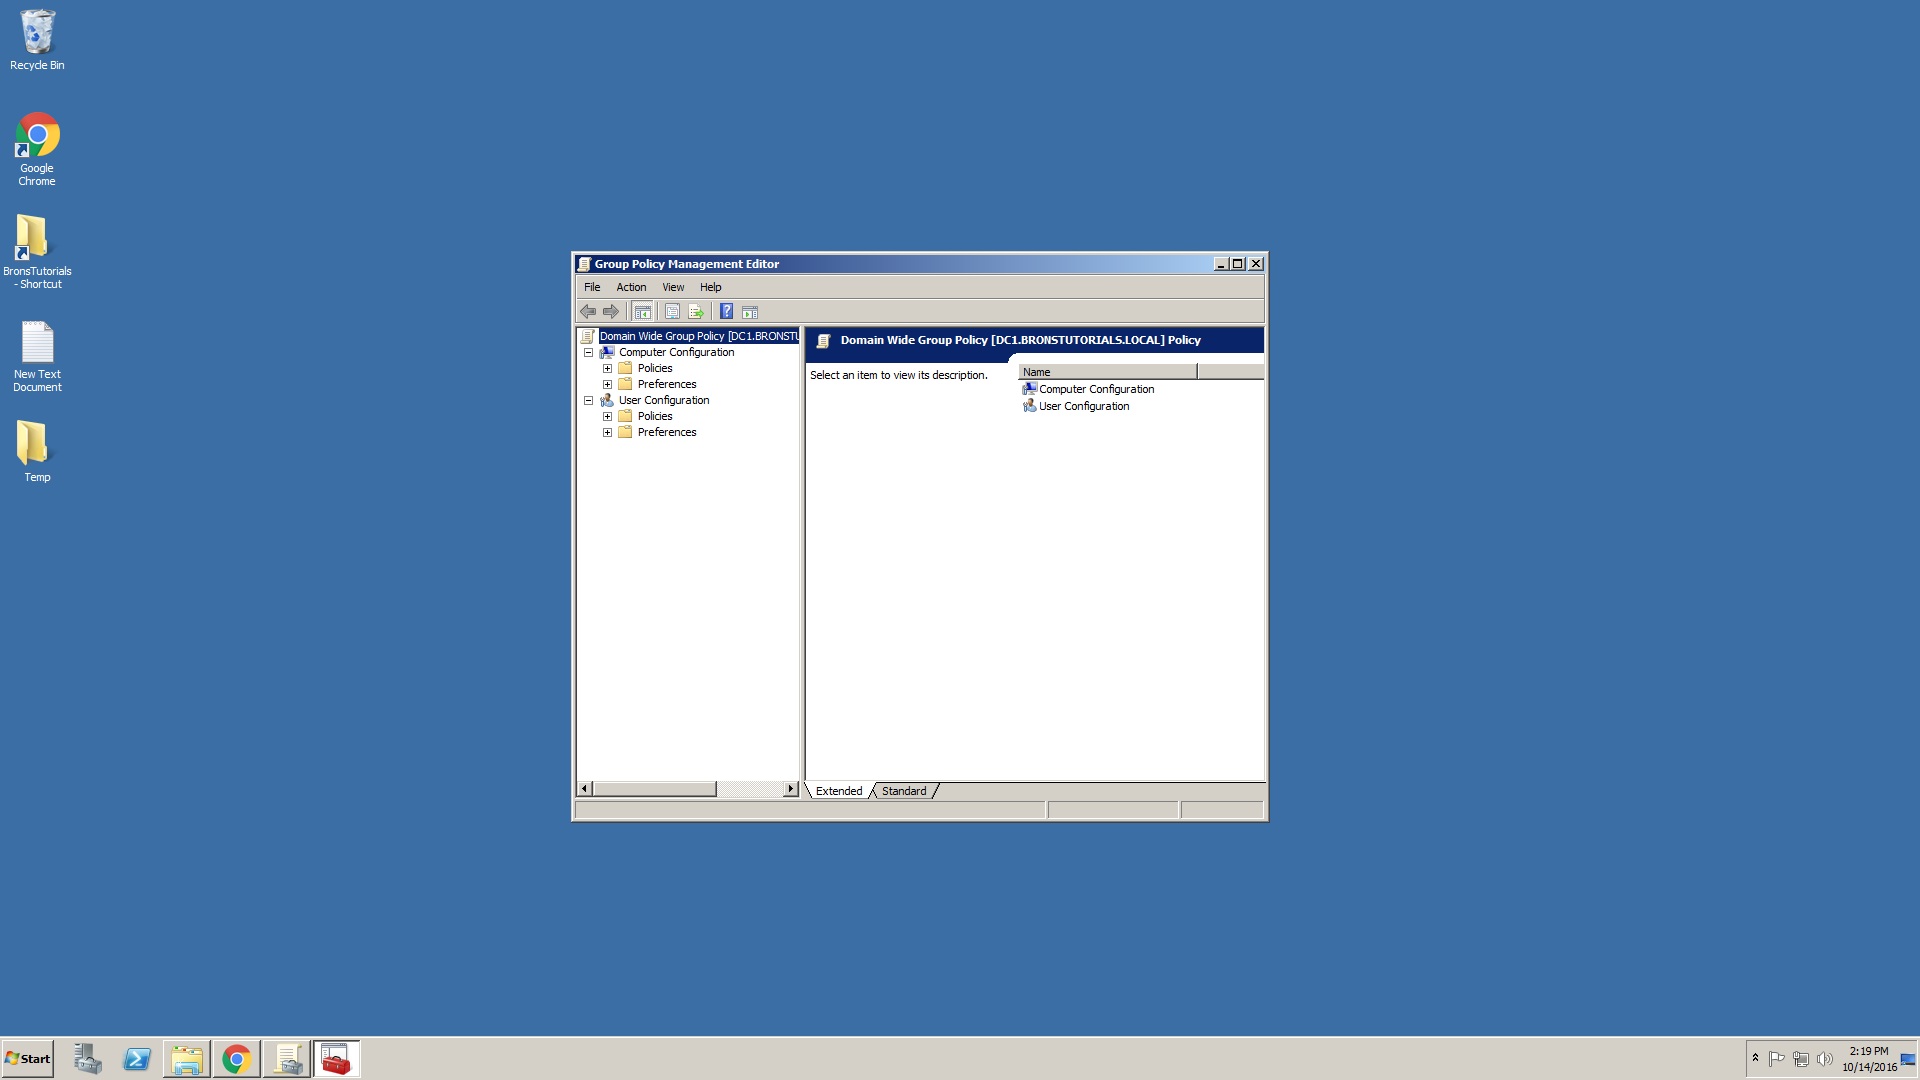 Recycle Bin
Google
Chrome
BronsTutorials
- Shortcut
New Text
Document
Temp
Group Policy Management Editor
File Action View Help
Domain Wide Group Policy [DC1.BRONSTU
Computer Configuration
Policies
Preferences
User Configuration
Policies
Preferences
Domain Wide Group Policy [DC1.BRONSTUTORIALS.LOCAL] Policy
Select an item to view its description.
Name
Computer Configuration
User Configuration
Extended Standard
Start
2:19 PM
10/14/2016